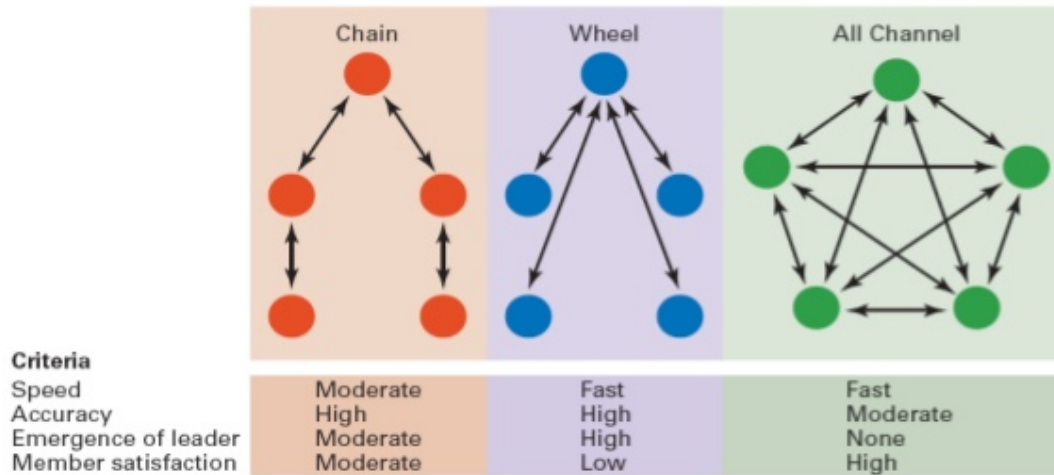 Chain Wheel All Channel
Criteria
Speed Moderate Fast Fast
Accuracy High High Moderate
Emergence of leader Moderate High None
Member satisfaction Moderate Low High